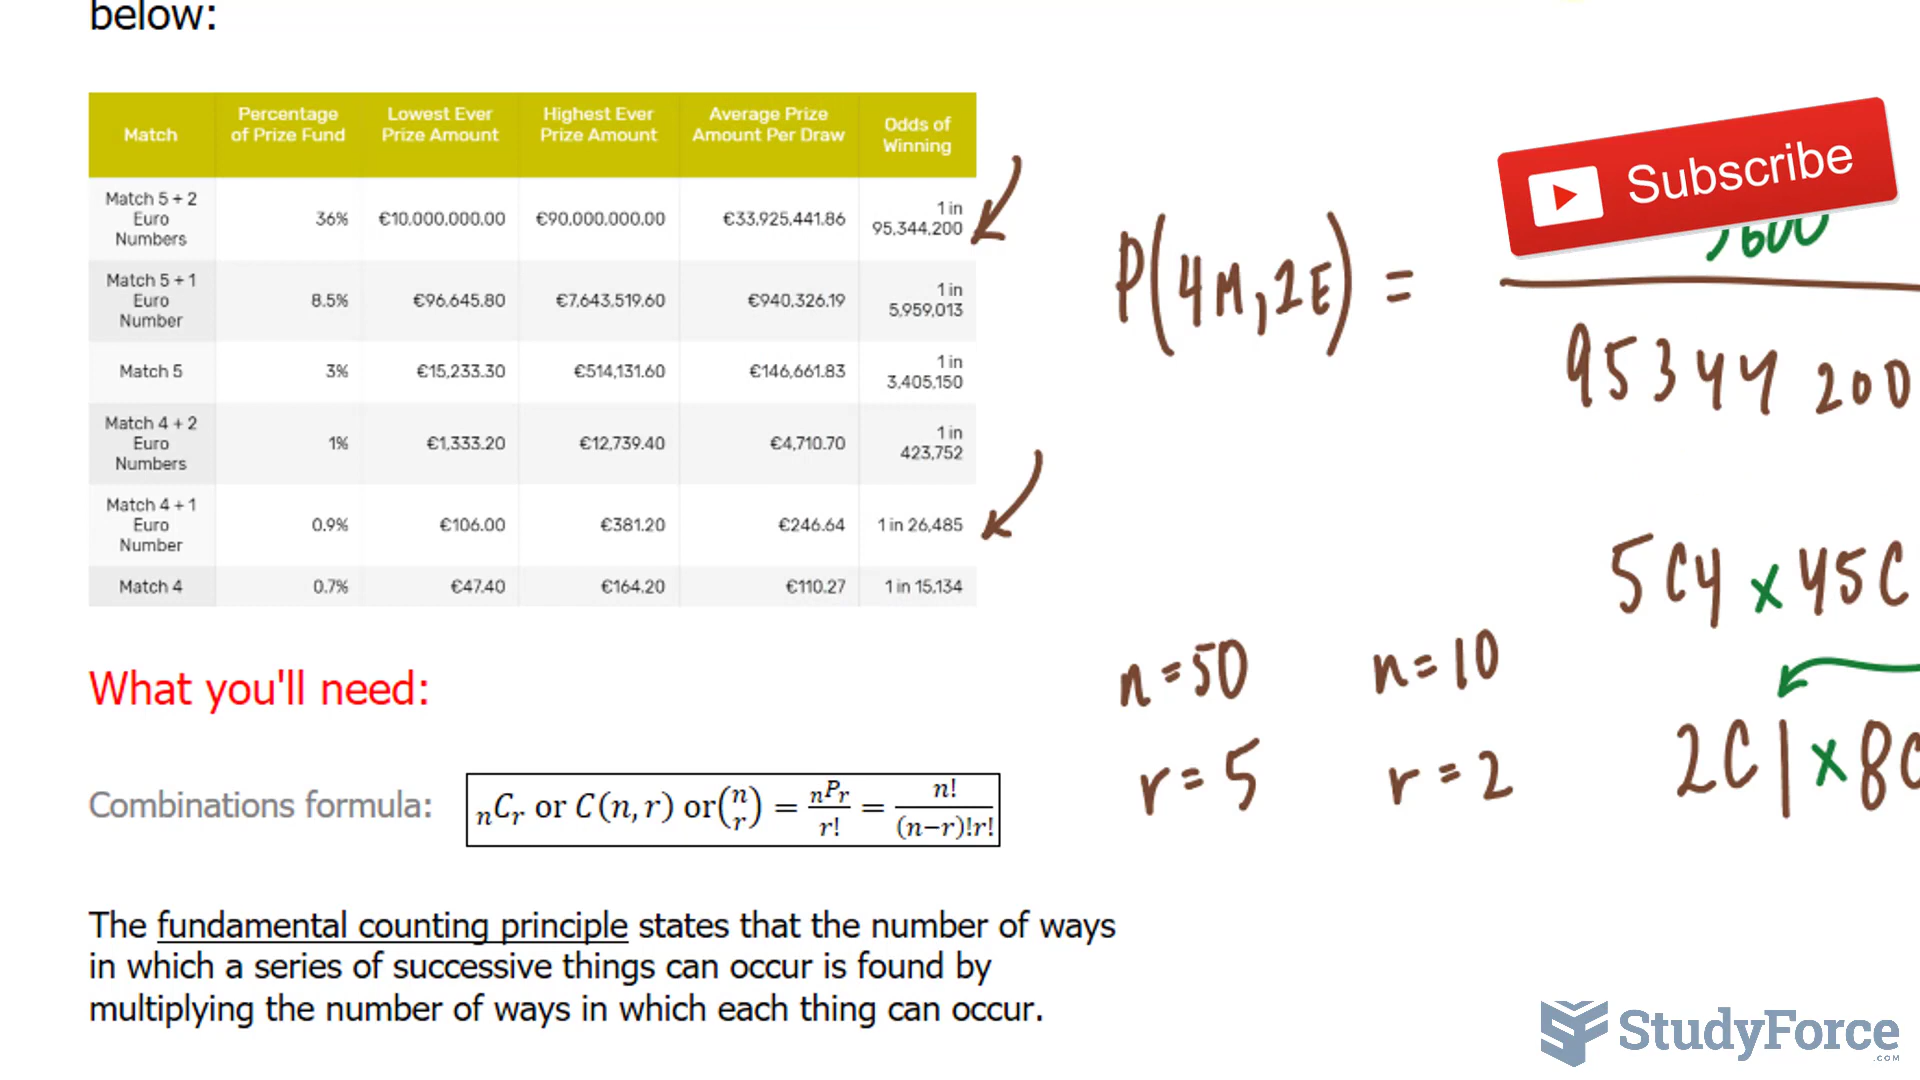 below:
Match Percentage of Prize Fund Lowest Ever Prize Amount Highest Ever Prize Amount Average Prize Amount Per Draw Odds of Winning
Match 5 + 2 Euro Numbers 36% €10,000,000.00 €90,000,000.00 €33,925,441.86 1 in 95,344,200
Match 5 + 1 Euro Number 8.5% €96,645.80 €7,643,519.60 €940,326.19 1 in 5,959,013
Match 5 3% €15,233.30 €514,131.60 €146,661.83 1 in 3,405,150
Match 4 + 2 Euro Numbers 1% €1,333.20 €12,739.40 €4,710.70 1 in 423,752
Match 4 + 1 Euro Number 0.9% €106.00 €381.20 €246.64 1 in 26,485
Match 4 0.7% €47.40 €164.20 €110.27 1 in 15,134
Subscribe
P(4M,2E) =
95344200
5C4 x 45C
n=50 n=10
r=5 r=2
2C1 x 8C
What you'll need:
Combinations formula: nCr or C(n,r) or (n r) = nPr / r! = n! / (n−r)!r!
The fundamental counting principle states that the number of ways
in which a series of successive things can occur is found by
multiplying the number of ways in which each thing can occur.
StudyForce
.COM